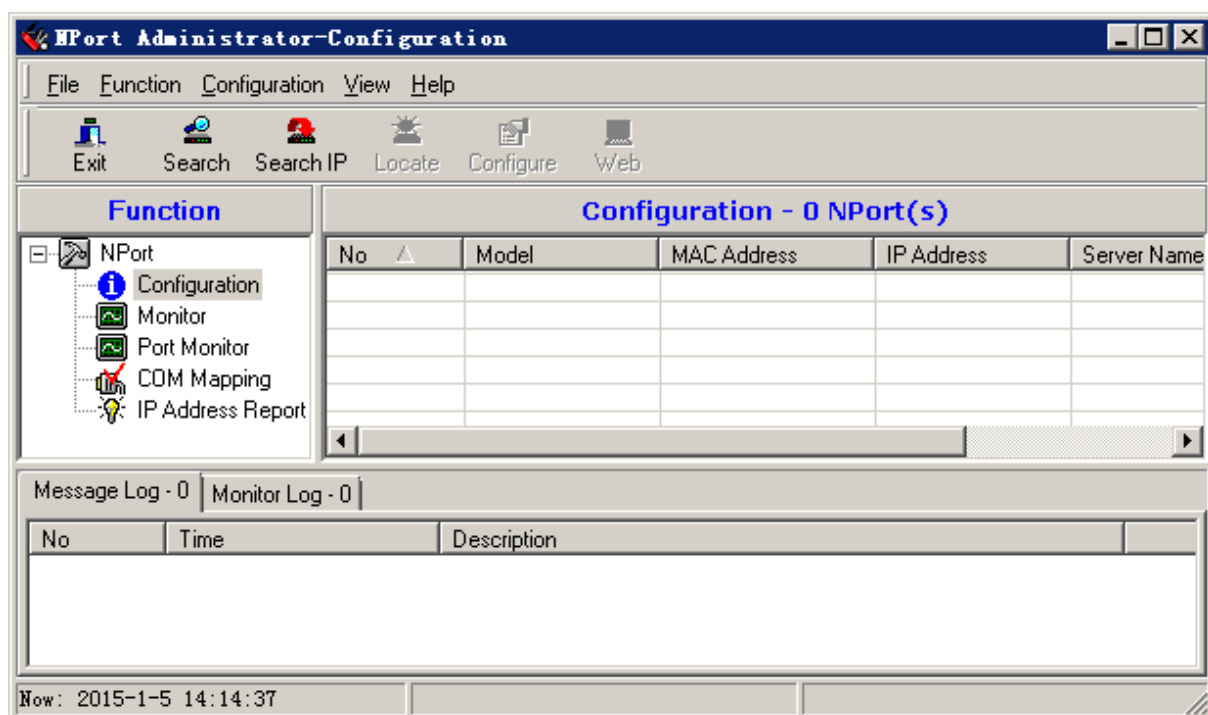 NPort Administrator-Configuration
File Function Configuration View Help
Exit Search Search IP Locate Configure Web
Function
Configuration - 0 NPort(s)
NPort
Configuration
Monitor
Port Monitor
COM Mapping
IP Address Report
No Model MAC Address IP Address Server Name
Message Log - 0 Monitor Log - 0
No Time Description
Now: 2015-1-5 14:14:37